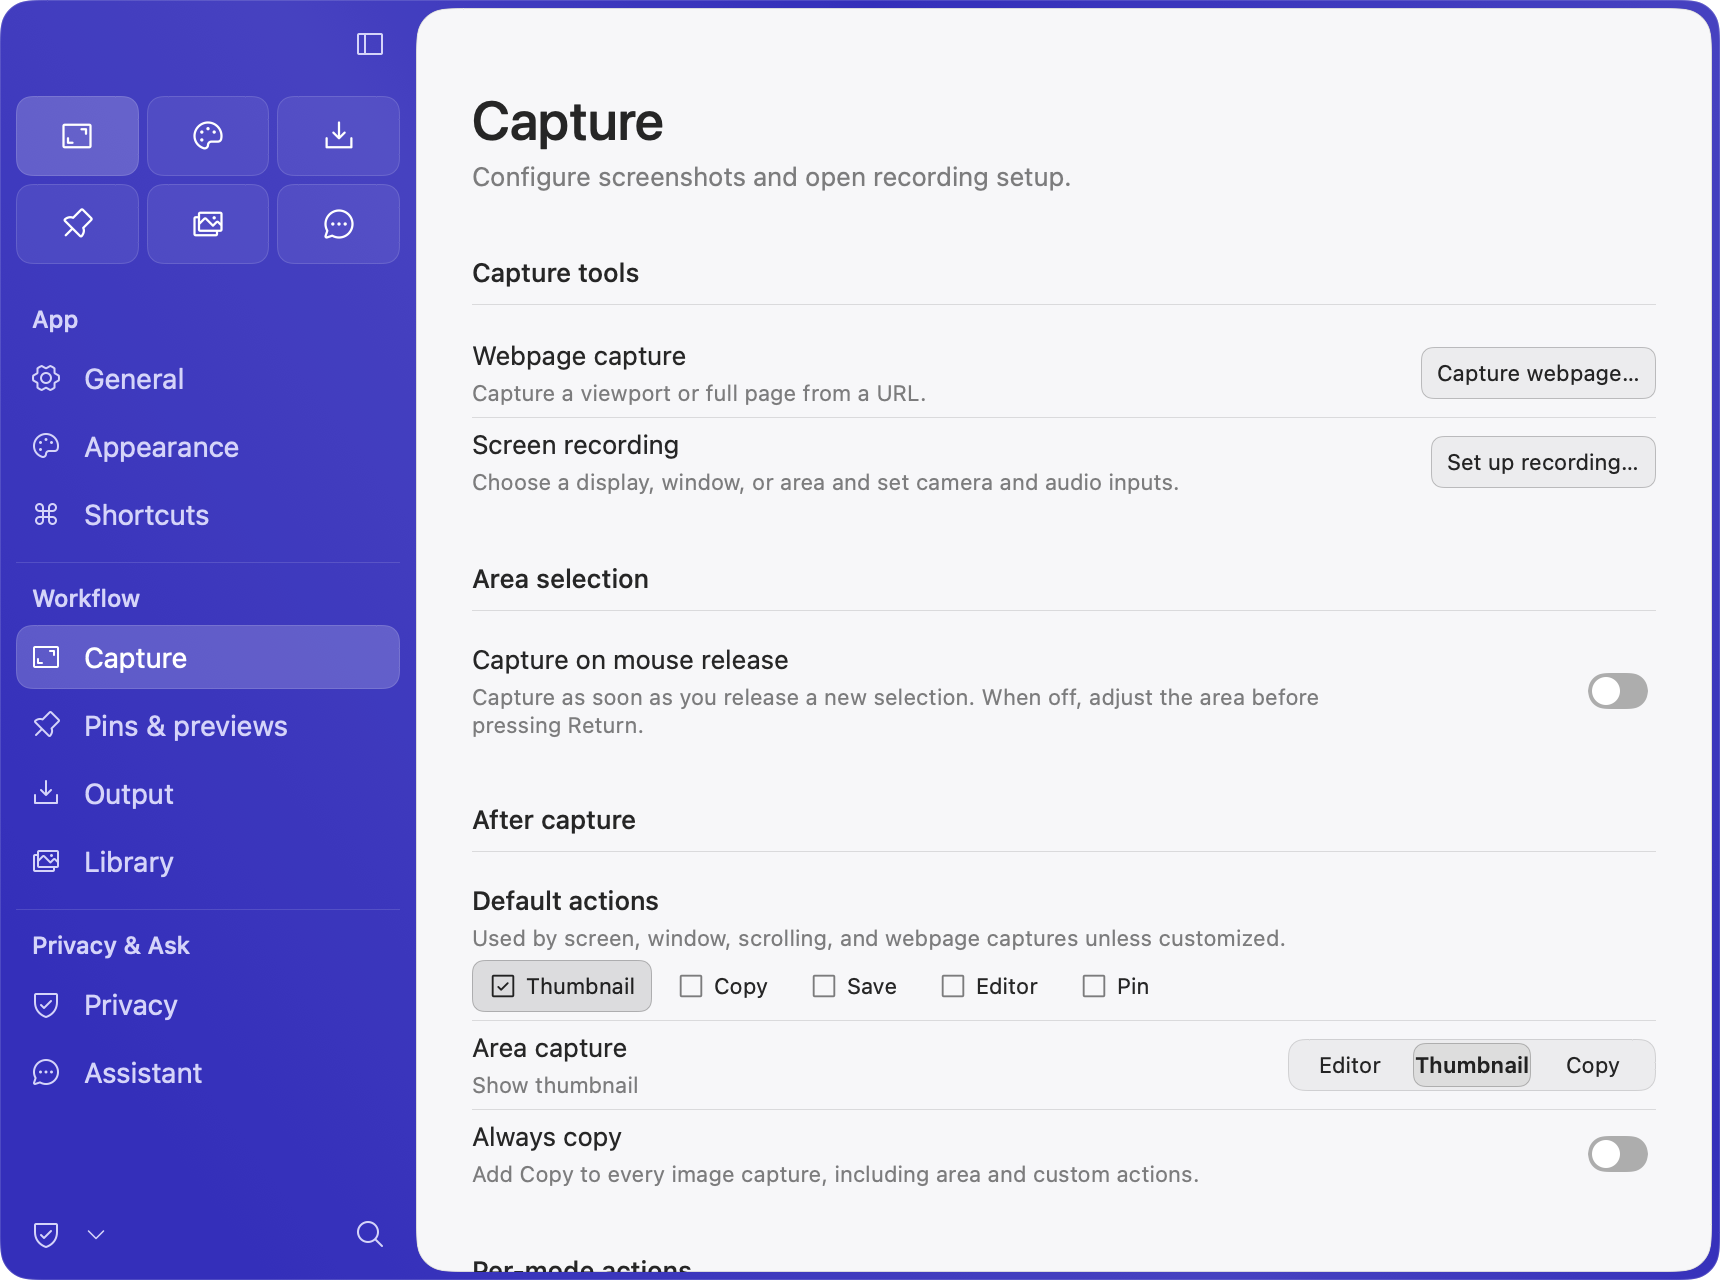 App
General
Appearance
Shortcuts
Workflow
Capture
Pins & previews
Output
Library
Privacy & Ask
Privacy
Assistant
Capture
Configure screenshots and open recording setup.
Capture tools
Webpage capture
Capture a viewport or full page from a URL.
Capture webpage...
Screen recording
Choose a display, window, or area and set camera and audio inputs.
Set up recording...
Area selection
Capture on mouse release
Capture as soon as you release a new selection. When off, adjust the area before
pressing Return.
After capture
Default actions
Used by screen, window, scrolling, and webpage captures unless customized.
Thumbnail Copy Save Editor Pin
Area capture
Show thumbnail
Editor Thumbnail Copy
Always copy
Add Copy to every image capture, including area and custom actions.
Per-mode actions